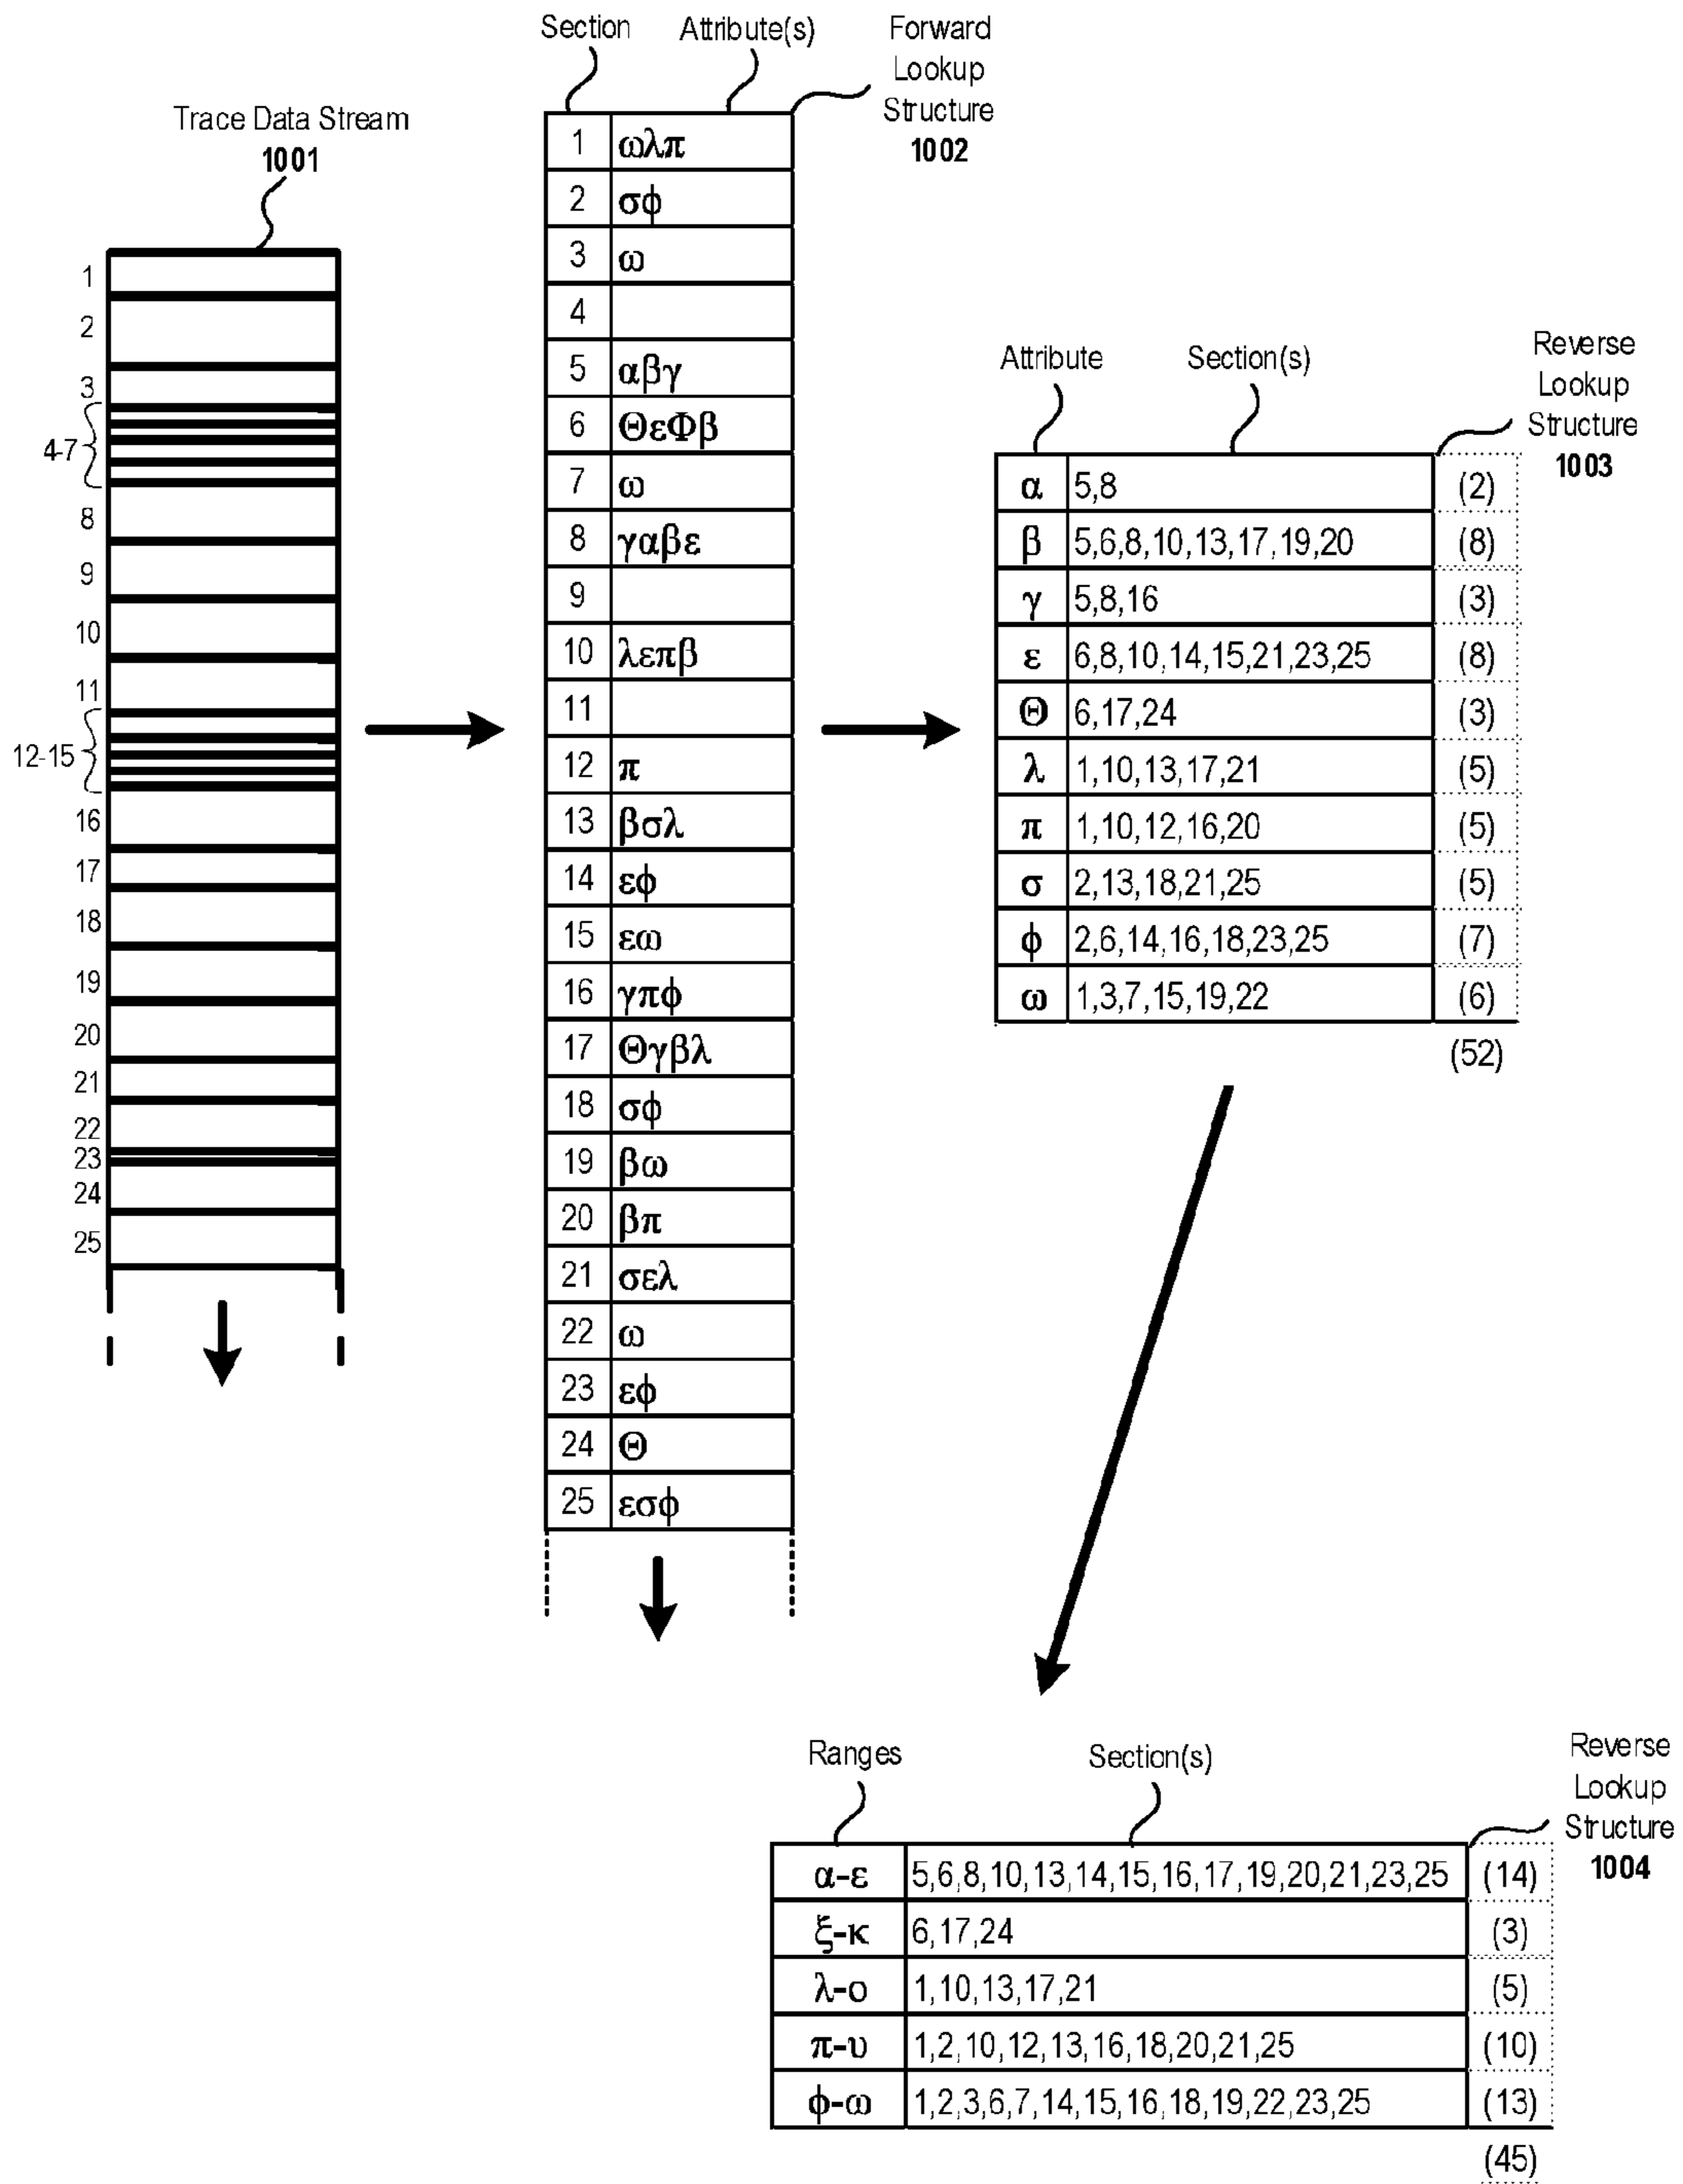 Trace Data Stream
1001
1
2
3
4-7
8
9
10
11
12-15
16
17
18
19
20
21
22
23
24
25
Section Attribute(s) Forward
Lookup
Structure
1002
1 ωλπ
2 σϕ
3 ω
4
5 αβγ
6 ΘεΦβ
7 ω
8 γαβε
9
10 λεπβ
11
12 π
13 βσλ
14 εϕ
15 εω
16 γπϕ
17 Θγβλ
18 σϕ
19 βω
20 βπ
21 σελ
22 ω
23 εϕ
24 Θ
25 εσϕ
Attribute Section(s) Reverse
Lookup
Structure
1003
α 5,8 (2)
β 5,6,8,10,13,17,19,20 (8)
γ 5,8,16 (3)
ε 6,8,10,14,15,21,23,25 (8)
Θ 6,17,24 (3)
λ 1,10,13,17,21 (5)
π 1,10,12,16,20 (5)
σ 2,13,18,21,25 (5)
ϕ 2,6,14,16,18,23,25 (7)
ω 1,3,7,15,19,22 (6)
(52)
Ranges Section(s) Reverse
Lookup
Structure
1004
α-ε 5,6,8,10,13,14,15,16,17,19,20,21,23,25 (14)
ξ-κ 6,17,24 (3)
λ-ο 1,10,13,17,21 (5)
π-υ 1,2,10,12,13,16,18,20,21,25 (10)
ϕ-ω 1,2,3,6,7,14,15,16,18,19,22,23,25 (13)
(45)